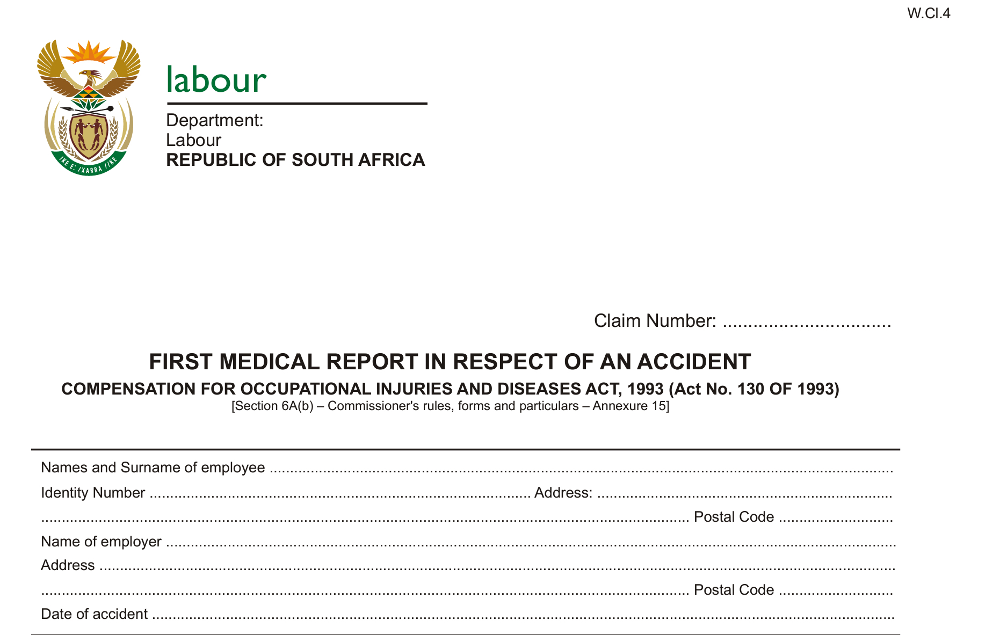 W.Cl.4
labour
Department:
Labour
REPUBLIC OF SOUTH AFRICA
!KE E: /XARRA //KE
Claim Number: .................................
FIRST MEDICAL REPORT IN RESPECT OF AN ACCIDENT
COMPENSATION FOR OCCUPATIONAL INJURIES AND DISEASES ACT, 1993 (Act No. 130 OF 1993)
[Section 6A(b) – Commissioner's rules, forms and particulars – Annexure 15]
Names and Surname of employee ................................................................
Identity Number ................................................ Address: ................................................
................................................................ Postal Code ............................
Name of employer ................................................................
Address ................................................................
................................................................ Postal Code ............................
Date of accident ................................................................